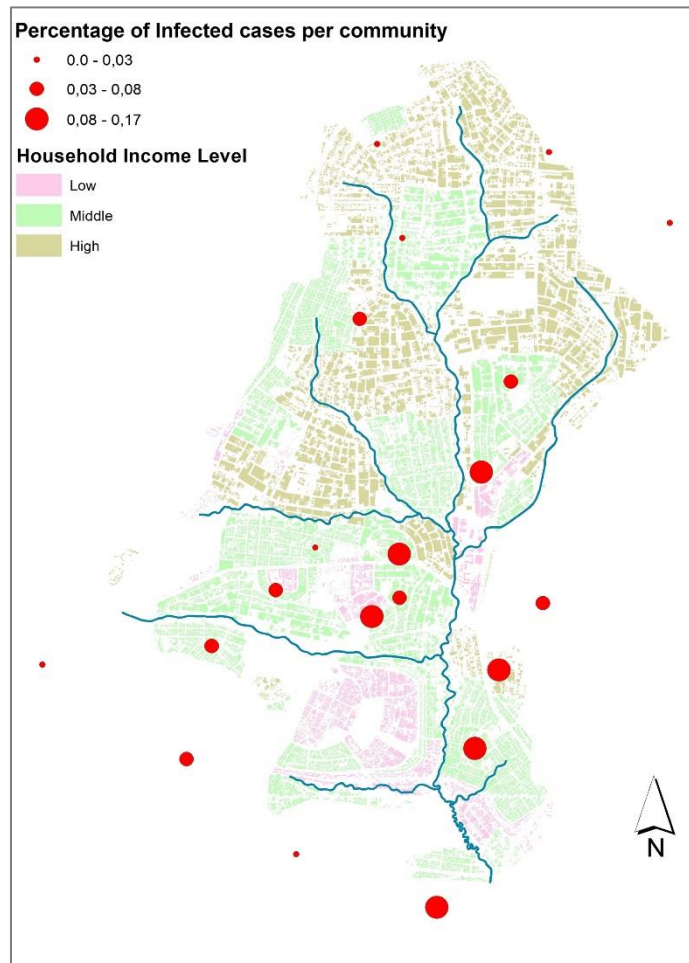 Percentage of Infected cases per community
0.0 - 0,03
0,03 - 0,08
0,08 - 0,17
Household Income Level
Low
Middle
High
N